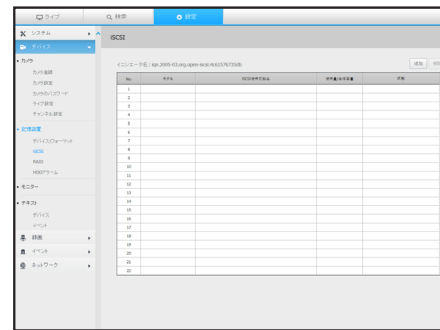 ライブ
検索
設定
システム
デバイス
カメラ
カメラ登録
カメラ設定
カメラのパスワード
ライブ設定
チャンネル設定
記憶装置
デバイス/フォーマット
iSCSI
RAID
HDDアラーム
モニター
テキスト
デバイス
イベント
録画
イベント
ネットワーク
iSCSI
追加
No.
モデル
状態
1
2
3
4
5
6
7
8
9
10
11
12
13
14
15
16
17
18
19
20
21
22